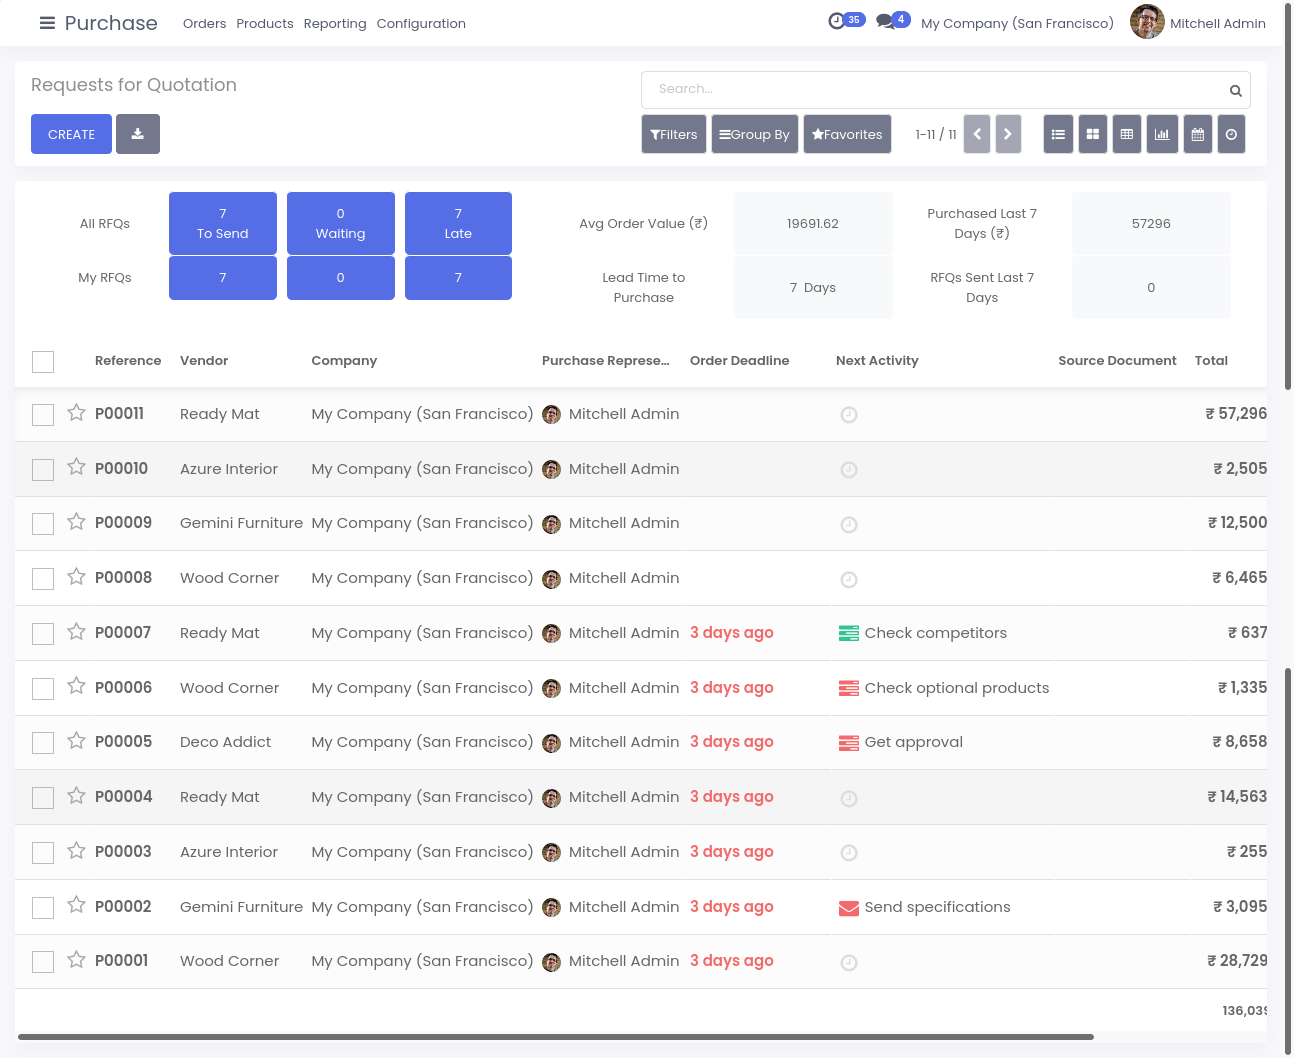 Purchase Orders Products Reporting Configuration 35 4 My Company (San Francisco) Mitchell Admin
Requests for Quotation
Search...
CREATE Filters Group By Favorites 1-11 / 11
All RFQs 7 To Send 0 Waiting 7 Late Avg Order Value (₹) 19691.62 Purchased Last 7 Days (₹) 57296
My RFQs 7 0 7 Lead Time to Purchase 7 Days RFQs Sent Last 7 Days 0
Reference Vendor Company Purchase Represe... Order Deadline Next Activity Source Document Total
P00011 Ready Mat My Company (San Francisco) Mitchell Admin ₹ 57,296
P00010 Azure Interior My Company (San Francisco) Mitchell Admin ₹ 2,505
P00009 Gemini Furniture My Company (San Francisco) Mitchell Admin ₹ 12,500
P00008 Wood Corner My Company (San Francisco) Mitchell Admin ₹ 6,465
P00007 Ready Mat My Company (San Francisco) Mitchell Admin 3 days ago Check competitors ₹ 637
P00006 Wood Corner My Company (San Francisco) Mitchell Admin 3 days ago Check optional products ₹ 1,335
P00005 Deco Addict My Company (San Francisco) Mitchell Admin 3 days ago Get approval ₹ 8,658
P00004 Ready Mat My Company (San Francisco) Mitchell Admin 3 days ago ₹ 14,563
P00003 Azure Interior My Company (San Francisco) Mitchell Admin 3 days ago ₹ 255
P00002 Gemini Furniture My Company (San Francisco) Mitchell Admin 3 days ago Send specifications ₹ 3,095
P00001 Wood Corner My Company (San Francisco) Mitchell Admin 3 days ago ₹ 28,729
136,039